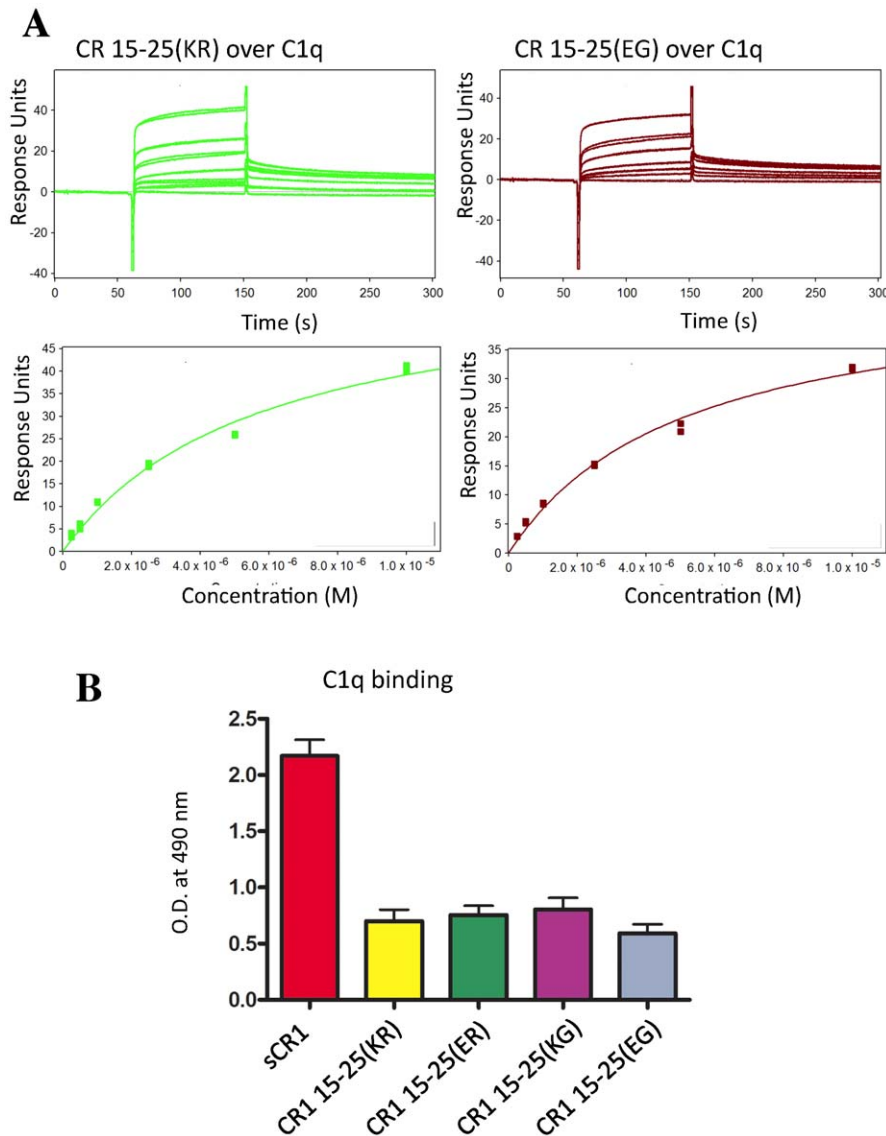 A
CR 15-25(KR) over C1q
CR 15-25(EG) over C1q
Response Units
40
20
0
-20
-40
0 50 100 150 200 250 300
Time (s)
Response Units
40
20
0
-20
-40
0 50 100 150 200 250 300
Time (s)
Response Units
45
40
35
30
25
20
15
10
5
0
0 2.0 x 10 -6 4.0 x 10 -6 6.0 x 10 -6 8.0 x 10 -6 1.0 x 10 -5
Concentration (M)
Response Units
35
30
25
20
15
10
5
0
0 2.0 x 10 -6 4.0 x 10 -6 6.0 x 10 -6 8.0 x 10 -6 1.0 x 10 -5
Concentration (M)
B
C1q binding
O.D. at 490 nm
2.5
2.0
1.5
1.0
0.5
0.0
sCR1
CR1 15-25(KR)
CR1 15-25(ER)
CR1 15-25(KG)
CR1 15-25(EG)